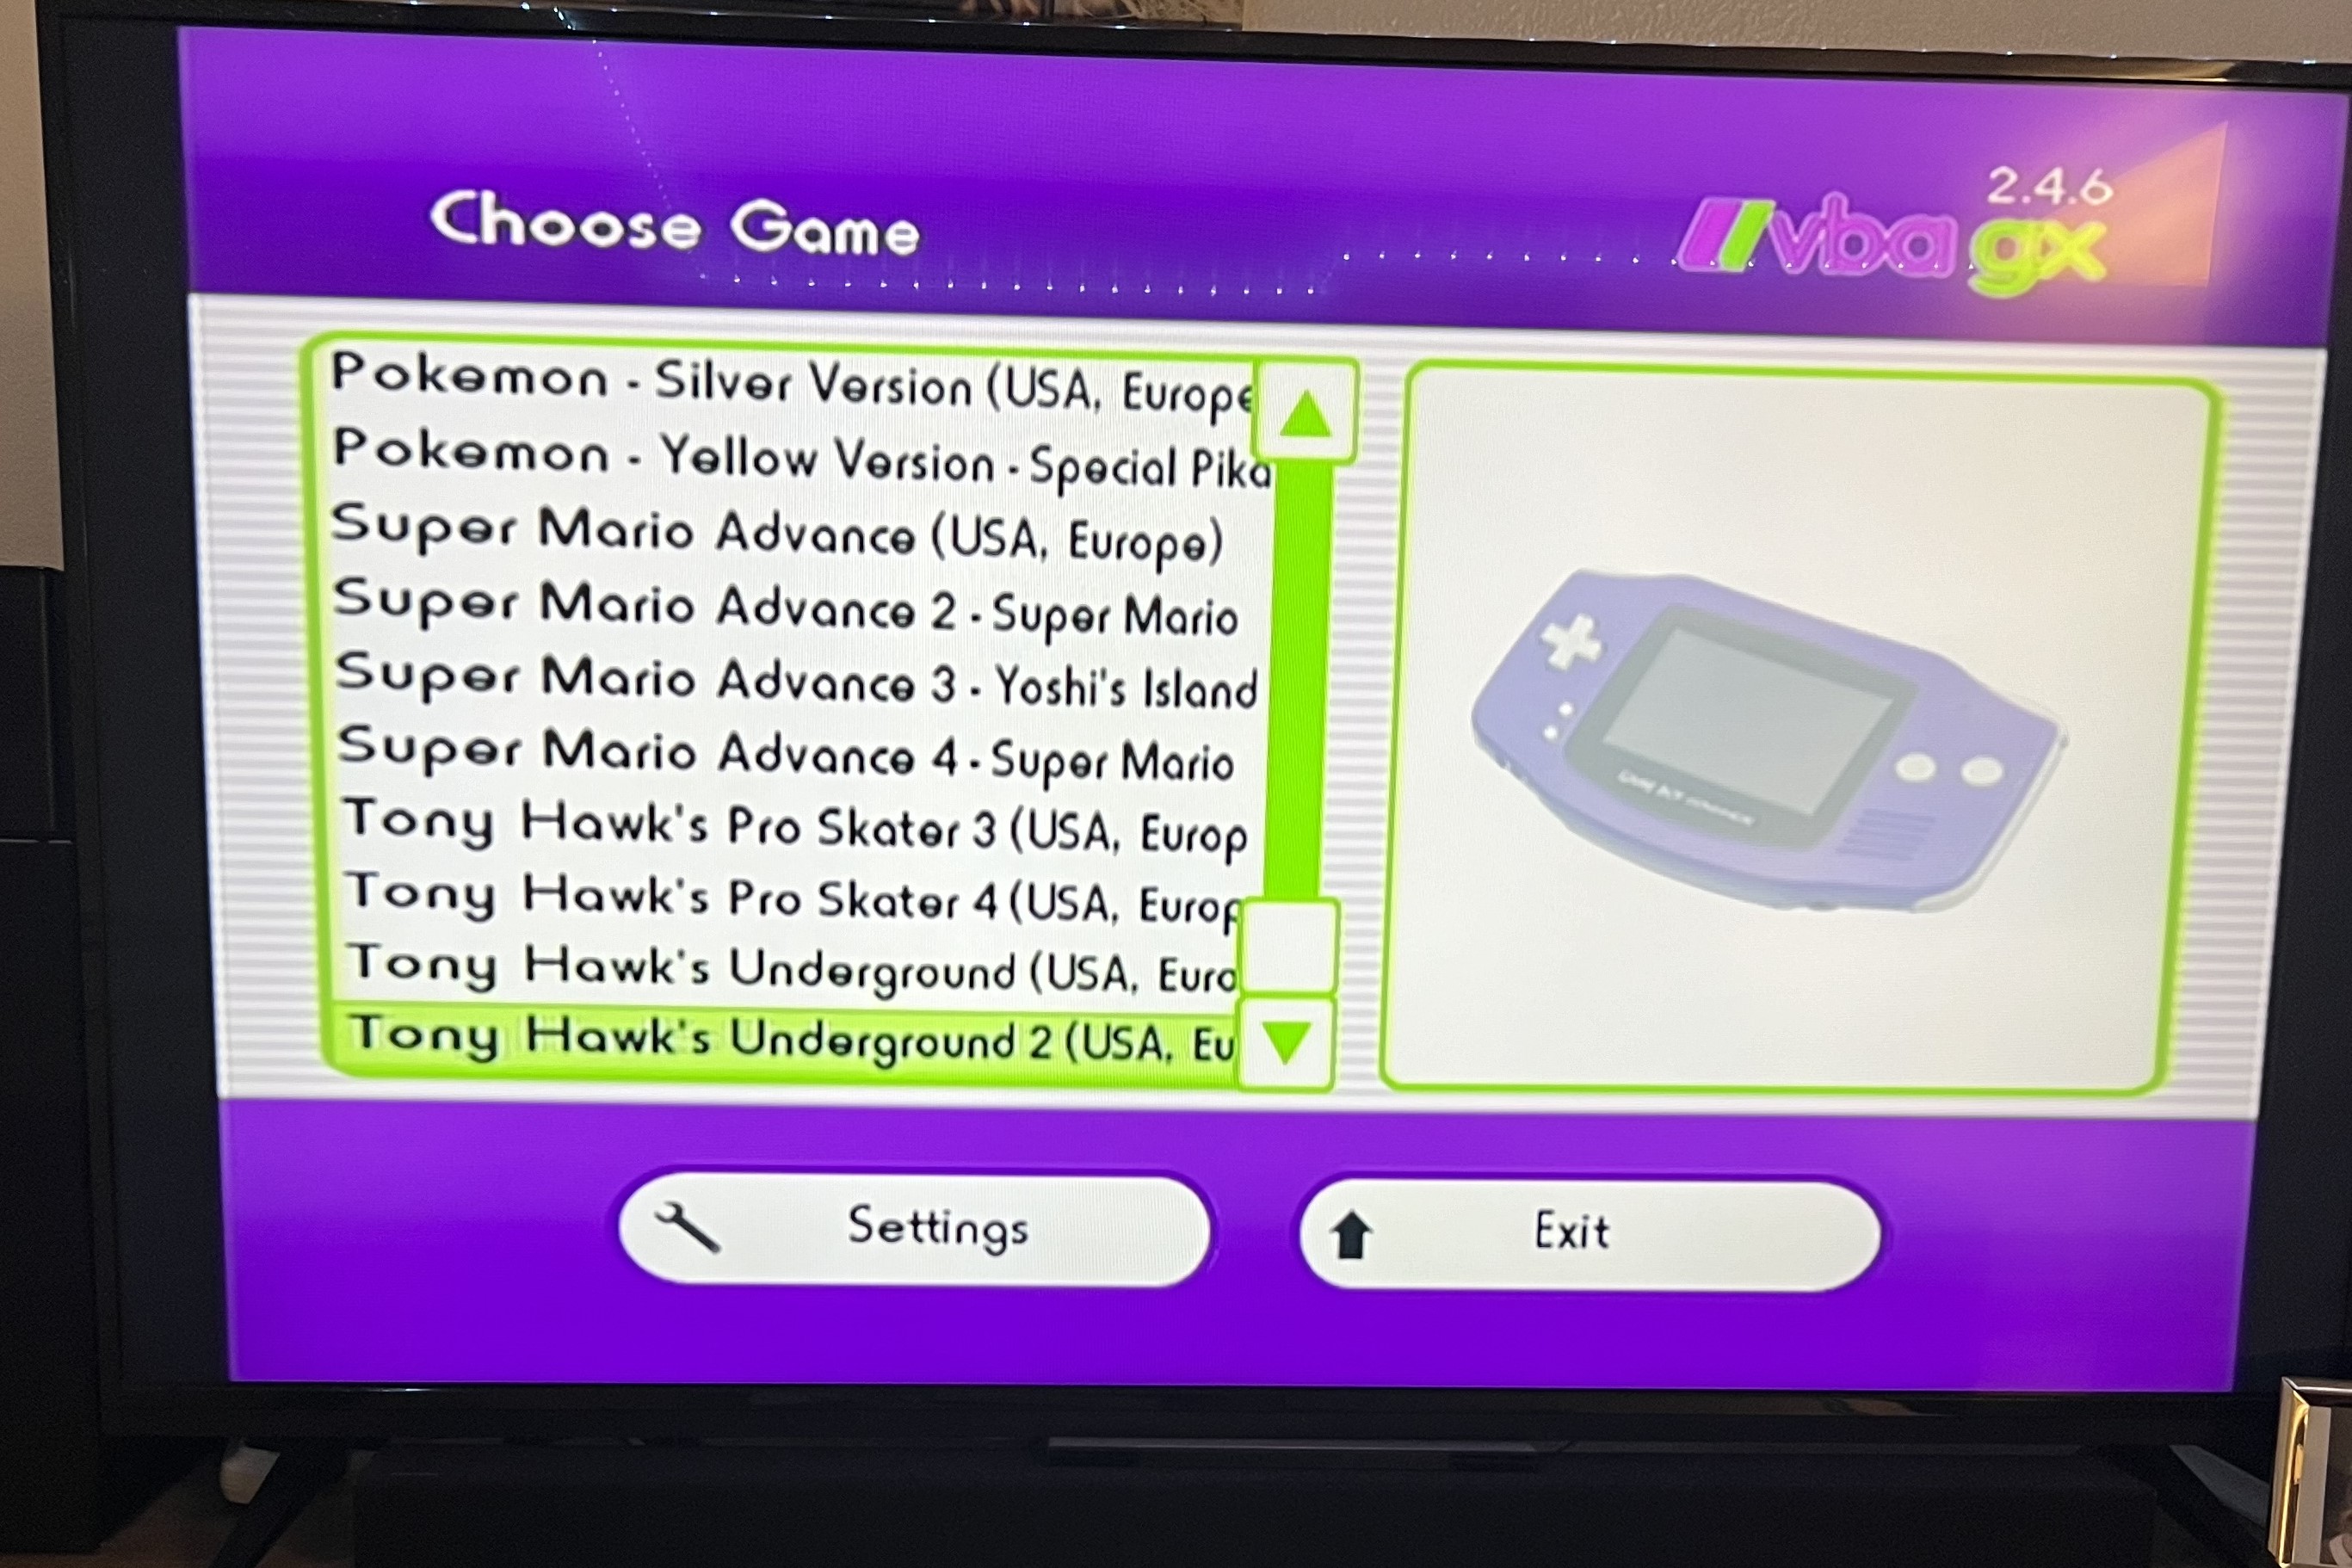 2.4.6
Choose Game
vba gx
Pokemon - Silver Version (USA, Europe
Pokemon - Yellow Version - Special Pika
Super Mario Advance (USA, Europe)
Super Mario Advance 2 - Super Mario
Super Mario Advance 3 - Yoshi's Island
Super Mario Advance 4 - Super Mario
Tony Hawk's Pro Skater 3 (USA, Europ
Tony Hawk's Pro Skater 4 (USA, Europ
Tony Hawk's Underground (USA, Euro
Tony Hawk's Underground 2 (USA, Eu
GAME BOY ADVANCE
Settings
Exit